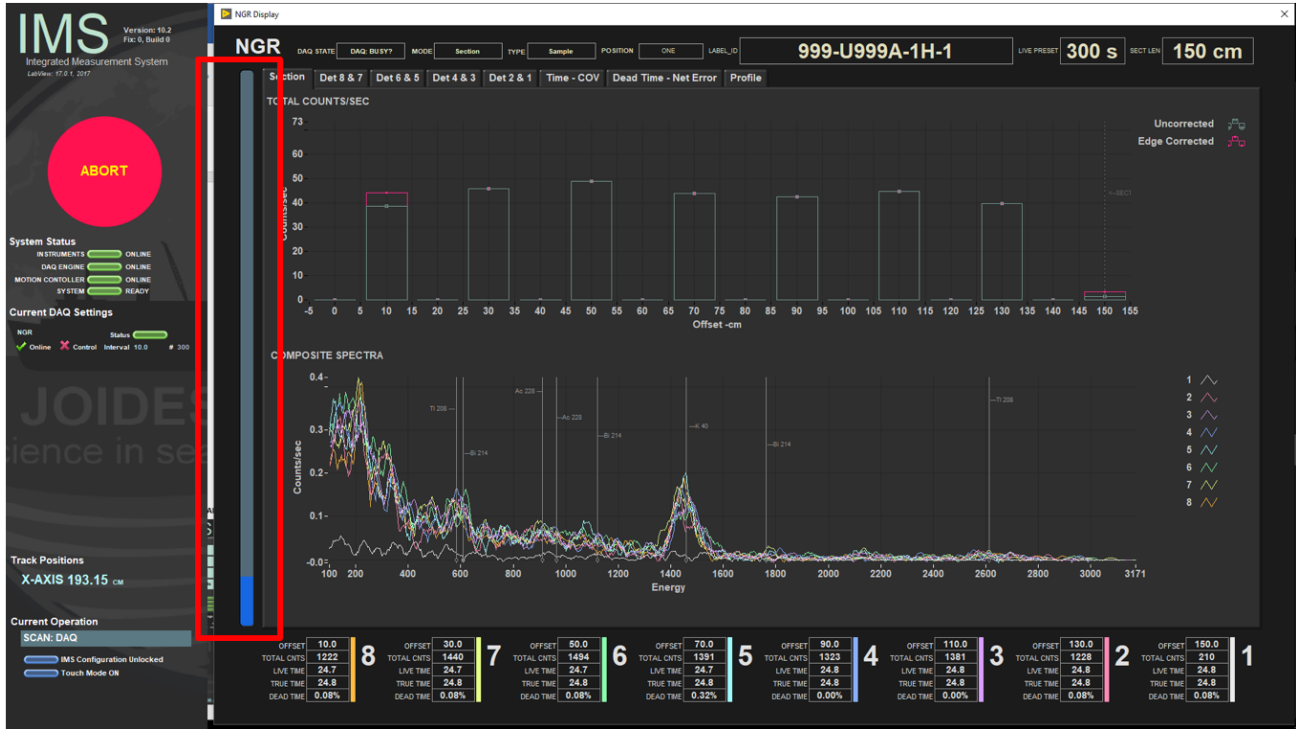 IMS
Version: 10.2
Fix: 0, Build 0
Integrated Measurement System
LabView: 17.0.1, 2017
ABORT
System Status
INSTRUMENTS ONLINE
DAQ ENGINE ONLINE
MOTION CONTOLLER ONLINE
SYSTEM READY
Current DAQ Settings
NGR Status
Online Control Interval 10.0 # 300
JOIDES
ience in sea
Track Positions
X-AXIS 193.15 CM
Current Operation
SCAN: DAQ
IMS Configuration Unlocked
Touch Mode ON
NGR Display
NGR DAQ STATE DAQ: BUSY? MODE Section TYPE Sample POSITION ONE LABEL_ID 999-U999A-1H-1 LIVE PRESET 300 s SECT LEN 150 cm
Section Det 8 & 7 Det 6 & 5 Det 4 & 3 Det 2 & 1 Time - COV Dead Time - Net Error Profile
TOTAL COUNTS/SEC
Uncorrected
Edge Corrected
73
60
50
40
30
20
10
0
Counts/sec
<--SEC1
-5 0 5 10 15 20 25 30 35 40 45 50 55 60 65 70 75 80 85 90 95 100 105 110 115 120 125 130 135 140 145 150 155
Offset -cm
COMPOSITE SPECTRA
0.4-
0.3-
0.2-
0.1-
-0.0-
Counts/sec
Tl 208
Bi 214
Ac 228
Ac 228
Bi 214
K 40
Bi 214
Tl 208
1
2
3
4
5
6
7
8
100 200 400 600 800 1000 1200 1400 1600 1800 2000 2200 2400 2600 2800 3000 3171
Energy
OFFSET 10.0 OFFSET 30.0 OFFSET 50.0 OFFSET 70.0 OFFSET 90.0 OFFSET 110.0 OFFSET 130.0 OFFSET 150.0
TOTAL CNTS 1222 8 TOTAL CNTS 1440 7 TOTAL CNTS 1494 6 TOTAL CNTS 1391 5 TOTAL CNTS 1323 4 TOTAL CNTS 1381 3 TOTAL CNTS 1228 2 TOTAL CNTS 210 1
LIVE TIME 24.7 LIVE TIME 24.7 LIVE TIME 24.7 LIVE TIME 24.7 LIVE TIME 24.8 LIVE TIME 24.8 LIVE TIME 24.8 LIVE TIME 24.8
TRUE TIME 24.8 TRUE TIME 24.8 TRUE TIME 24.8 TRUE TIME 24.8 TRUE TIME 24.8 TRUE TIME 24.8 TRUE TIME 24.8 TRUE TIME 24.8
DEAD TIME 0.08% DEAD TIME 0.08% DEAD TIME 0.08% DEAD TIME 0.32% DEAD TIME 0.00% DEAD TIME 0.00% DEAD TIME 0.08% DEAD TIME 0.08%